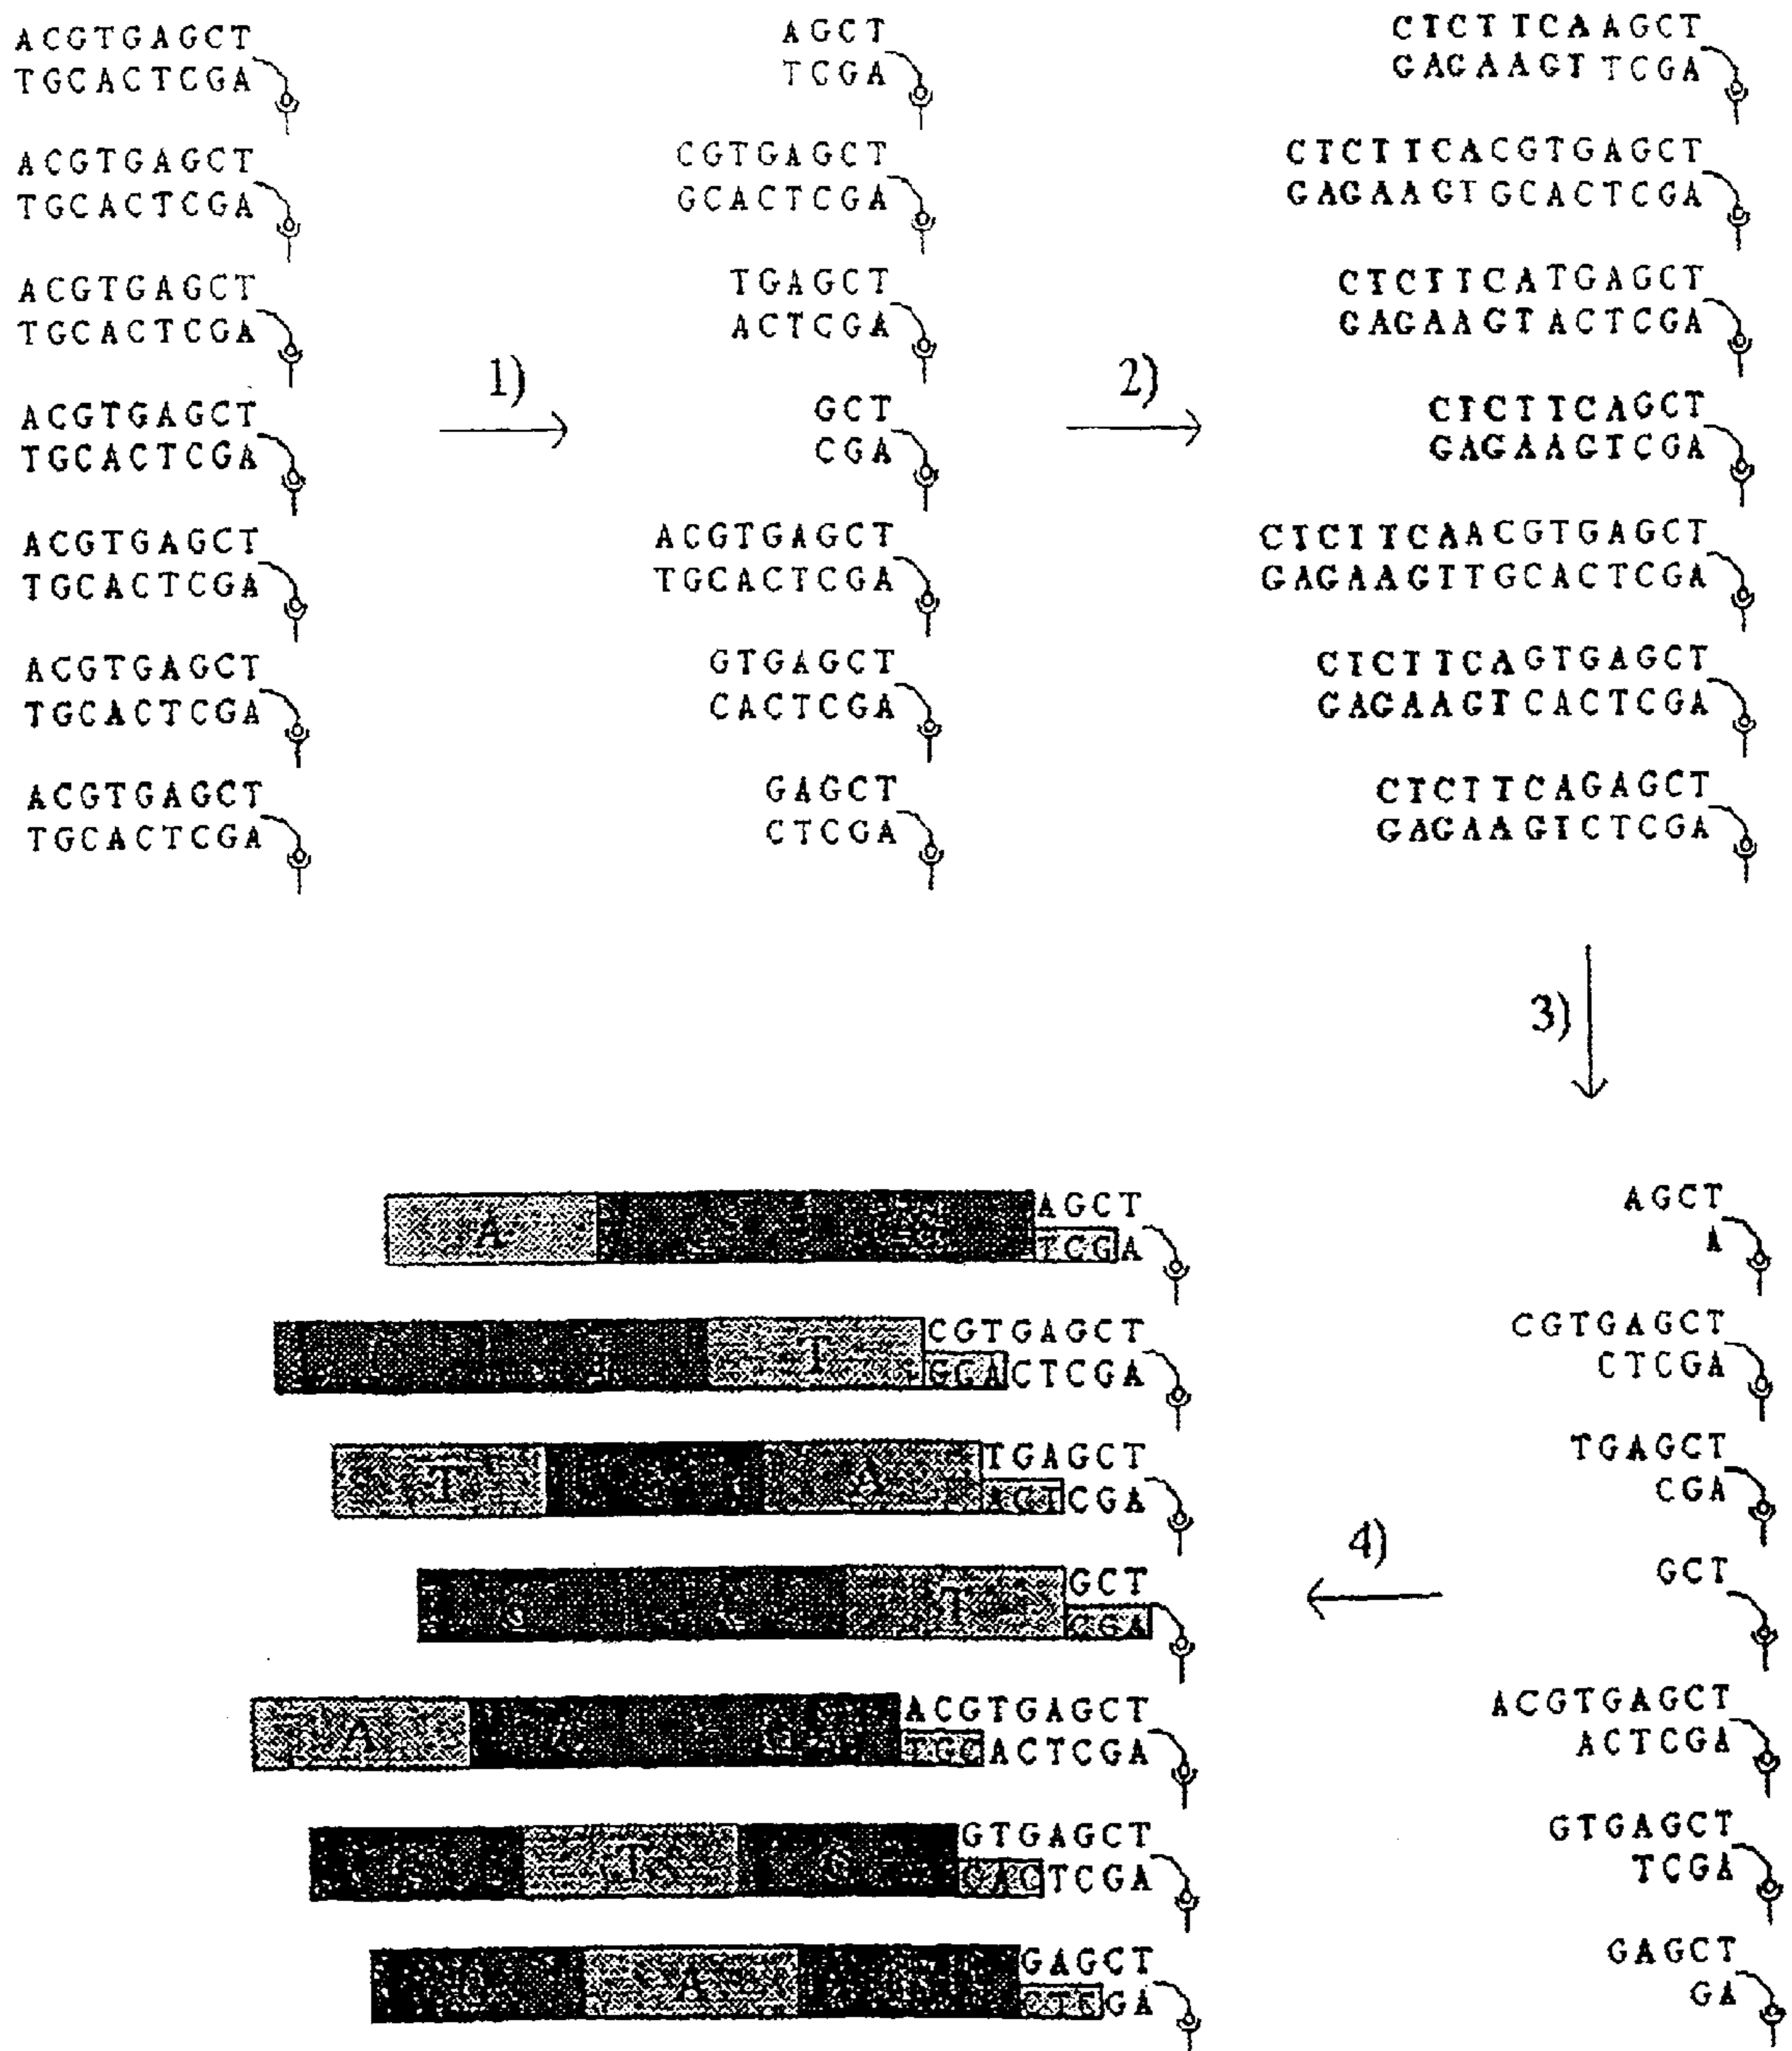 ACGTGAGCT
TGCACTCGA
ACGTGAGCT
TGCACTCGA
ACGTGAGCT
TGCACTCGA
ACGTGAGCT
TGCACTCGA
ACGTGAGCT
TGCACTCGA
ACGTGAGCT
TGCACTCGA
ACGTGAGCT
TGCACTCGA
1)
AGCT
TCGA
CGTGAGCT
GCACTCGA
TGAGCT
ACTCGA
GCT
CGA
ACGTGAGCT
TGCACTCGA
GTGAGCT
CACTCGA
GAGCT
CTCGA
2)
CTCTTCAAGCT
GAGAAGTTCGA
CTCTTCACGTGAGCT
GAGAAGTGCACTCGA
CTCTTCATGAGCT
GAGAAGTACTCGA
CTCTTCAGCT
GAGAAGTCGA
CTCTTCAACGTGAGCT
GAGAAGTTGCACTCGA
CTCTTCAGTGAGCT
GAGAAGTCACTCGA
CTCTTCAGAGCT
GAGAAGTCTCGA
3)
AGCT
A
CGTGAGCT
CTCGA
TGAGCT
CGA
GCT
ACGTGAGCT
ACTCGA
GTGAGCT
TCGA
GAGCT
GA
4)
A
AGCT
TCGA
T
CGTGAGCT
GCACTCGA
T A
TGAGCT
ACTCGA
T
GCT
CGA
A G
ACGTGAGCT
TGCACTCGA
T G
GTGAGCT
CACTCGA
A
GAGCT
CTCGA